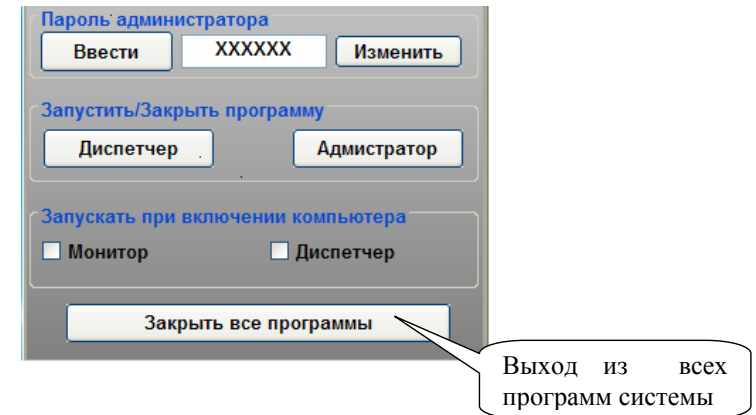 Пароль администратора
Ввести XXXXXX Изменить
Запустить/Закрыть программу
Диспетчер Адмистратор
Запускать при включении компьютера
Монитор Диспетчер
Закрыть все программы
Выход из всех
программ системы